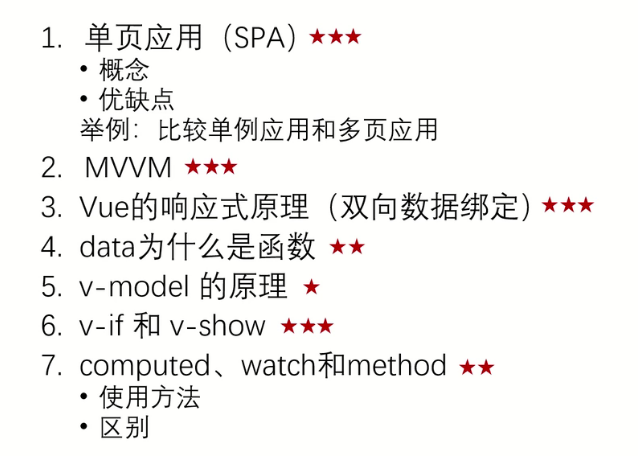 1. 单页应用（SPA）★★★
• 概念
• 优缺点
举例：比较单例应用和多页应用
2. MVVM ★★★
3. Vue的响应式原理（双向数据绑定）★★★
4. data为什么是函数 ★★
5. v-model 的原理 ★
6. v-if 和 v-show ★★★
7. computed、watch和method ★★
• 使用方法
• 区别